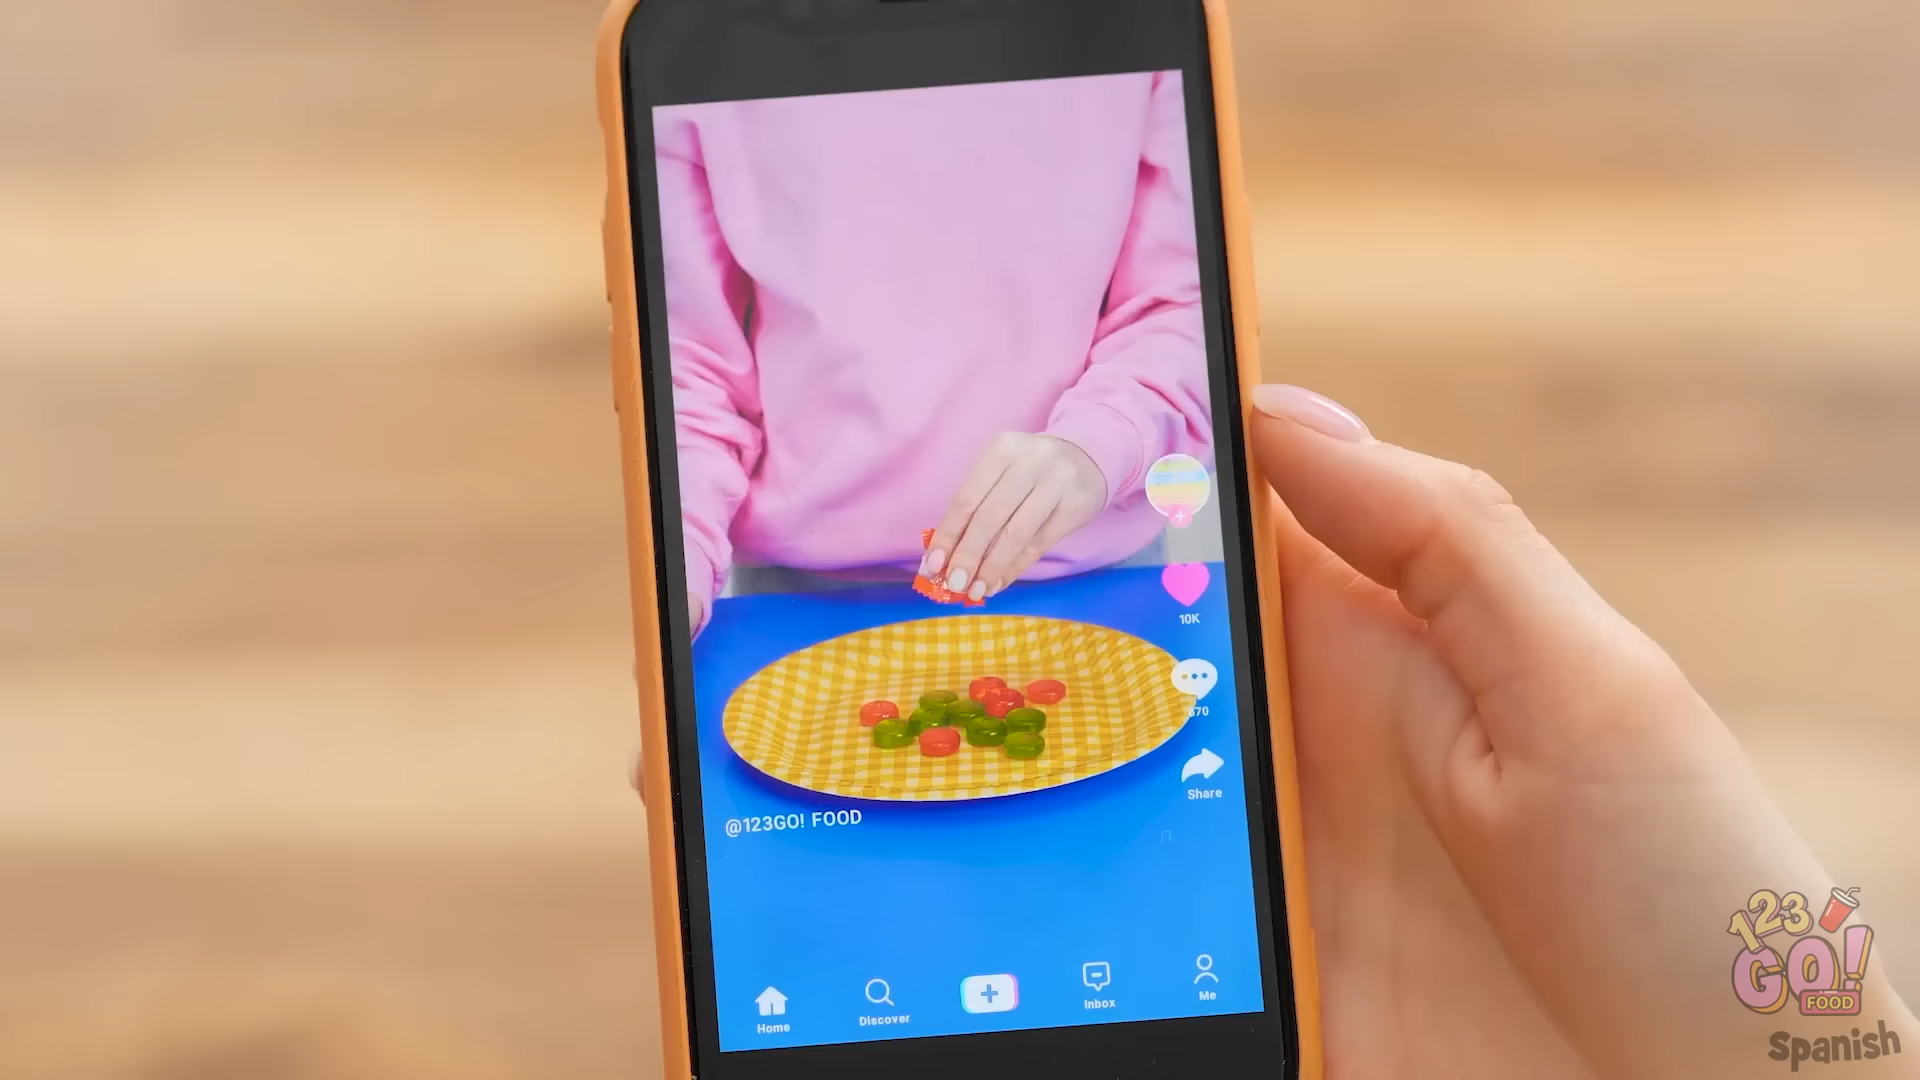 10K
Share
@123GO! FOOD
Home
Discover
Inbox
Me
123
GO!
FOOD
Spanish